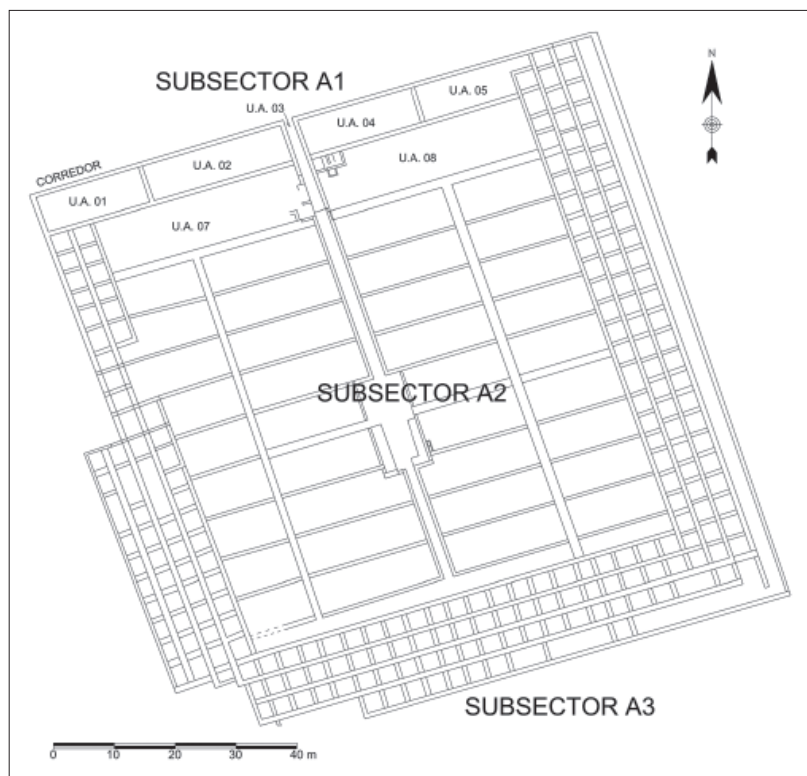 N
SUBSECTOR A1
U.A. 03
U.A. 05
U.A. 04
U.A. 02
U.A. 08
CORREDOR
U.A. 01
U.A. 07
SUBSECTOR A2
SUBSECTOR A3
0 10 20 30 40 m